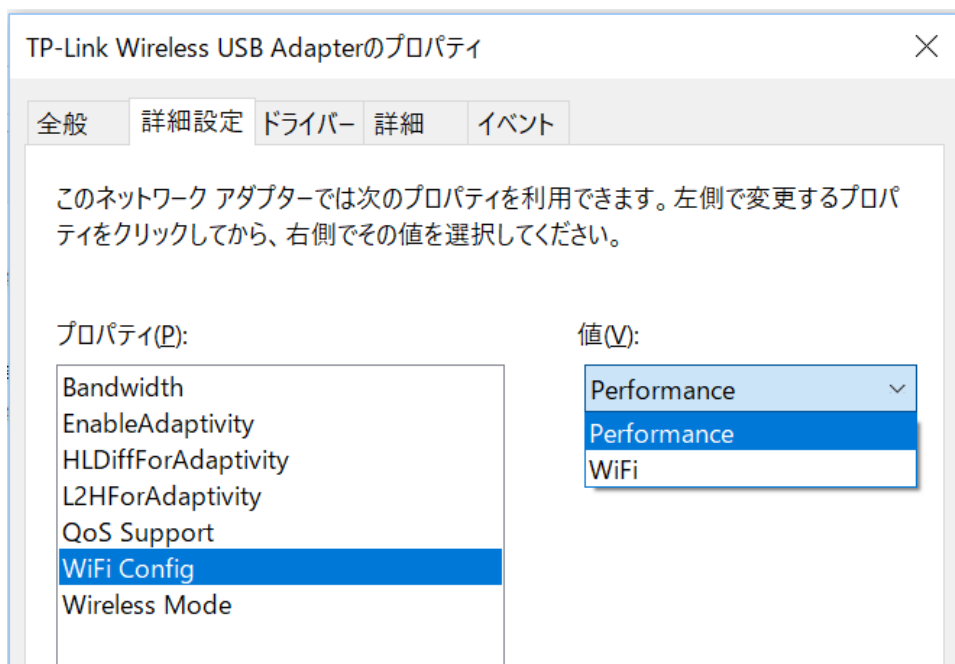 TP-Link Wireless USB Adapterのプロパティ
全般 詳細設定 ドライバー 詳細 イベント
このネットワーク アダプターでは次のプロパティを利用できます。左側で変更するプロパ
ティをクリックしてから、右側でその値を選択してください。
プロパティ(P): 値(V):
Bandwidth
EnableAdaptivity
HLDiffForAdaptivity
L2HForAdaptivity
QoS Support
WiFi Config
Wireless Mode
Performance
Performance
WiFi